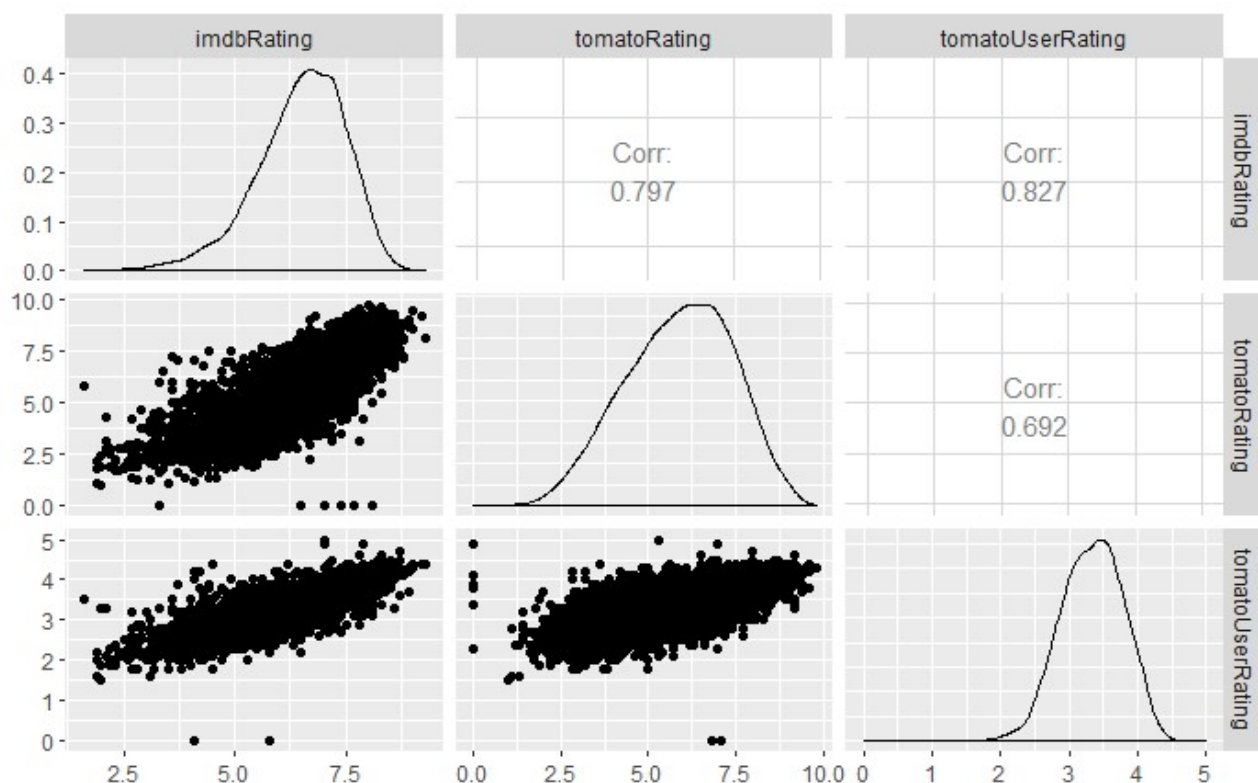 imdbRating tomatoRating tomatoUserRating
0.4
0.3
0.2
0.1
0.0
Corr:
0.797
Corr:
0.827
imdbRating
10.0
7.5
5.0
2.5
0.0
Corr:
0.692
tomatoRating
5
4
3
2
1
0
tomatoUserRating
2.5 5.0 7.5 0.0 2.5 5.0 7.5 10.0 0 1 2 3 4 5